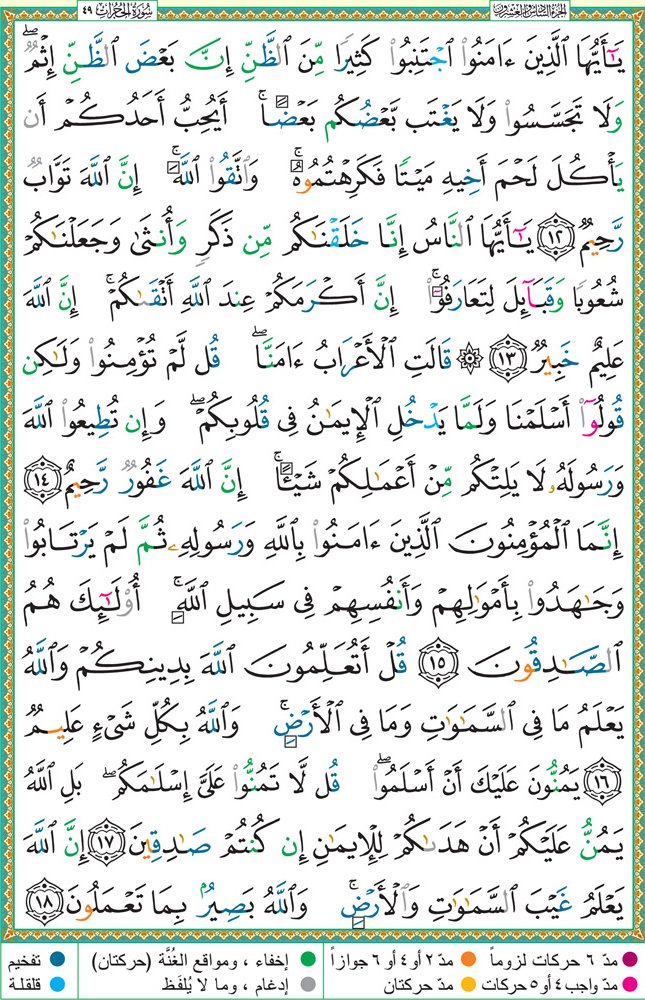 الجزء السادس والعشرون
سورة الحجرات ٤٩
يَـٰٓأَيُّهَا ٱلَّذِينَ ءَامَنُوا۟ ٱجْتَنِبُوا۟ كَثِيرًا مِّنَ ٱلظَّنِّ إِنَّ بَعْضَ ٱلظَّنِّ إِثْمٌ ۖ
وَلَا تَجَسَّسُوا۟ وَلَا يَغْتَب بَّعْضُكُم بَعْضًا ۚ أَيُحِبُّ أَحَدُكُمْ أَن
يَأْكُلَ لَحْمَ أَخِيهِ مَيْتًا فَكَرِهْتُمُوهُ ۚ وَٱتَّقُوا۟ ٱللَّهَ ۚ إِنَّ ٱللَّهَ تَوَّابٌ
رَّحِيمٌ ١٢ يَـٰٓأَيُّهَا ٱلنَّاسُ إِنَّا خَلَقْنَـٰكُم مِّن ذَكَرٍ وَأُنثَىٰ وَجَعَلْنَـٰكُمْ
شُعُوبًا وَقَبَآئِلَ لِتَعَارَفُوٓا۟ ۚ إِنَّ أَكْرَمَكُمْ عِندَ ٱللَّهِ أَتْقَىٰكُمْ ۚ إِنَّ ٱللَّهَ
عَلِيمٌ خَبِيرٌ ١٣ ۞ قَالَتِ ٱلْأَعْرَابُ ءَامَنَّا ۖ قُل لَّمْ تُؤْمِنُوا۟ وَلَـٰكِن
قُولُوٓا۟ أَسْلَمْنَا وَلَمَّا يَدْخُلِ ٱلْإِيمَـٰنُ فِى قُلُوبِكُمْ ۖ وَإِن تُطِيعُوا۟ ٱللَّهَ
وَرَسُولَهُۥ لَا يَلِتْكُم مِّنْ أَعْمَـٰلِكُمْ شَيْـًٔا ۚ إِنَّ ٱللَّهَ غَفُورٌ رَّحِيمٌ ١٤
إِنَّمَا ٱلْمُؤْمِنُونَ ٱلَّذِينَ ءَامَنُوا۟ بِٱللَّهِ وَرَسُولِهِۦ ثُمَّ لَمْ يَرْتَابُوا۟
وَجَـٰهَدُوا۟ بِأَمْوَٰلِهِمْ وَأَنفُسِهِمْ فِى سَبِيلِ ٱللَّهِ ۚ أُو۟لَـٰٓئِكَ هُمُ
ٱلصَّـٰدِقُونَ ١٥ قُلْ أَتُعَلِّمُونَ ٱللَّهَ بِدِينِكُمْ وَٱللَّهُ
يَعْلَمُ مَا فِى ٱلسَّمَـٰوَٰتِ وَمَا فِى ٱلْأَرْضِ ۚ وَٱللَّهُ بِكُلِّ شَىْءٍ عَلِيمٌ
١٦ يَمُنُّونَ عَلَيْكَ أَنْ أَسْلَمُوا۟ ۖ قُل لَّا تَمُنُّوا۟ عَلَىَّ إِسْلَـٰمَكُم ۖ بَلِ ٱللَّهُ
يَمُنُّ عَلَيْكُمْ أَنْ هَدَىٰكُمْ لِلْإِيمَـٰنِ إِن كُنتُمْ صَـٰدِقِينَ ١٧ إِنَّ ٱللَّهَ
يَعْلَمُ غَيْبَ ٱلسَّمَـٰوَٰتِ وَٱلْأَرْضِ ۚ وَٱللَّهُ بَصِيرٌۢ بِمَا تَعْمَلُونَ ١٨
مدّ ٦ حركات لزوماً
مدّ ٢ أو ٤ أو ٦ جوازاً
إخفاء ، ومواقع الغُنَّة (حركتان)
تفخيم
مدّ واجب ٤ أو ٥ حركات
مدّ حركتان
إدغام ، وما لا يُلفَظ
قلقلة